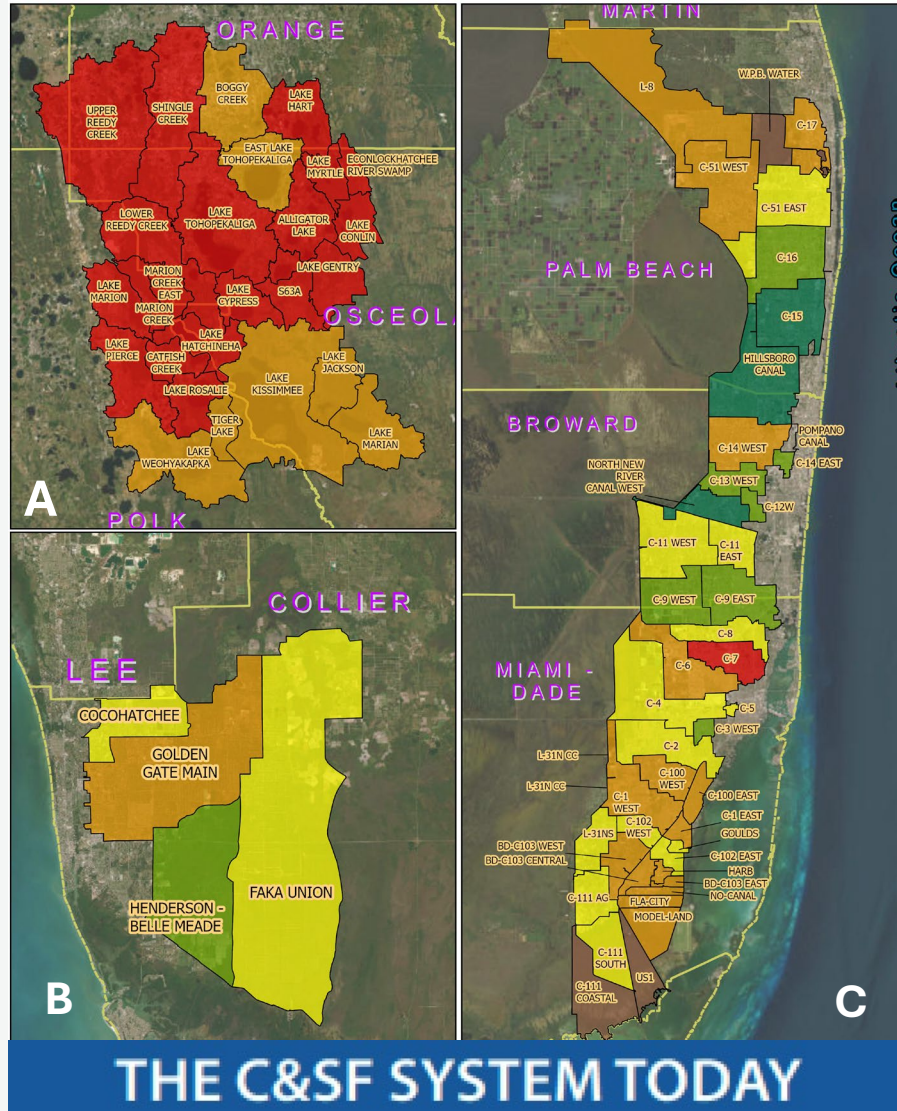 ORANGE
BOGGY
CREEK
LAKE
HART
UPPER
REEDY
CREEK
SHINGLE
CREEK
EAST LAKE
TOHOPEKALIGA
LAKE
MYRTLE
ECONLOCKHATCHEE
RIVER SWAMP
LOWER
REEDY CREEK
LAKE
TOHOPEKALIGA
ALLIGATOR
LAKE
LAKE
CONLIN
LAKE GENTRY
MARION
CREEK
EAST
LAKE
MARION
LAKE
CYPRESS
S63A
MARION
CREEK
OSCEOLA
LAKE
PIERCE
LAKE
HATCHINEHA
CATFISH
CREEK
LAKE
JACKSON
LAKE ROSALIE
LAKE
KISSIMMEE
TIGER
LAKE
LAKE
MARIAN
LAKE
WEOHYAKAPKA
A
POLK
COLLIER
LEE
COCOHATCHEE
GOLDEN
GATE MAIN
FAKA UNION
HENDERSON -
BELLE MEADE
B
MARTIN
W.P.B. WATER
L-8
C-17
C-51 WEST
C-51 EAST
C-16
PALM BEACH
C-15
HILLSBORO
CANAL
BROWARD
POMPANO
CANAL
C-14 WEST
C-14 EAST
NORTH NEW
RIVER
CANAL WEST
C-13 WEST
C-12W
C-11 WEST
C-11
EAST
C-9 WEST
C-9 EAST
C-8
C-7
C-6
MIAMI -
DADE
C-4
C-5
C-3 WEST
C-2
L-31N CC
C-100
WEST
L-31N CC
C-100 EAST
C-1
WEST
C-1 EAST
C-102
WEST
L-31NS
GOULDS
BD-C103 WEST
BD-C103 CENTRAL
C-102 EAST
HARB
BD-C103 EAST
NO-CANAL
C-111 AG
FLA-CITY
MODEL-LAND
C-111
SOUTH
US1
C-111
COASTAL
C
THE C&SF SYSTEM TODAY